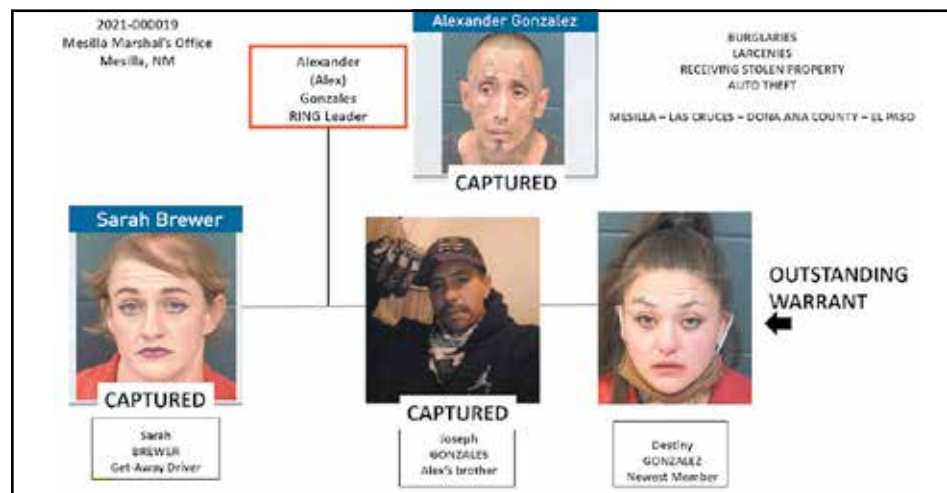 2021-000019
Mesilla Marshal's Office
Mesilla, NM
Alexander
(Alex)
Gonzales
RING Leader
Alexander Gonzalez
CAPTURED
BURGLARIES
LARCENIES
RECEIVING STOLEN PROPERTY
AUTO THEFT
MESILLA – LAS CRUCES – DONA ANA COUNTY – EL PASO
Sarah Brewer
CAPTURED
Sarah
BREWER
Get-Away Driver
CAPTURED
Joseph
GONZALES
Alex's brother
OUTSTANDING
WARRANT
Destiny
GONZALEZ
Newest Member